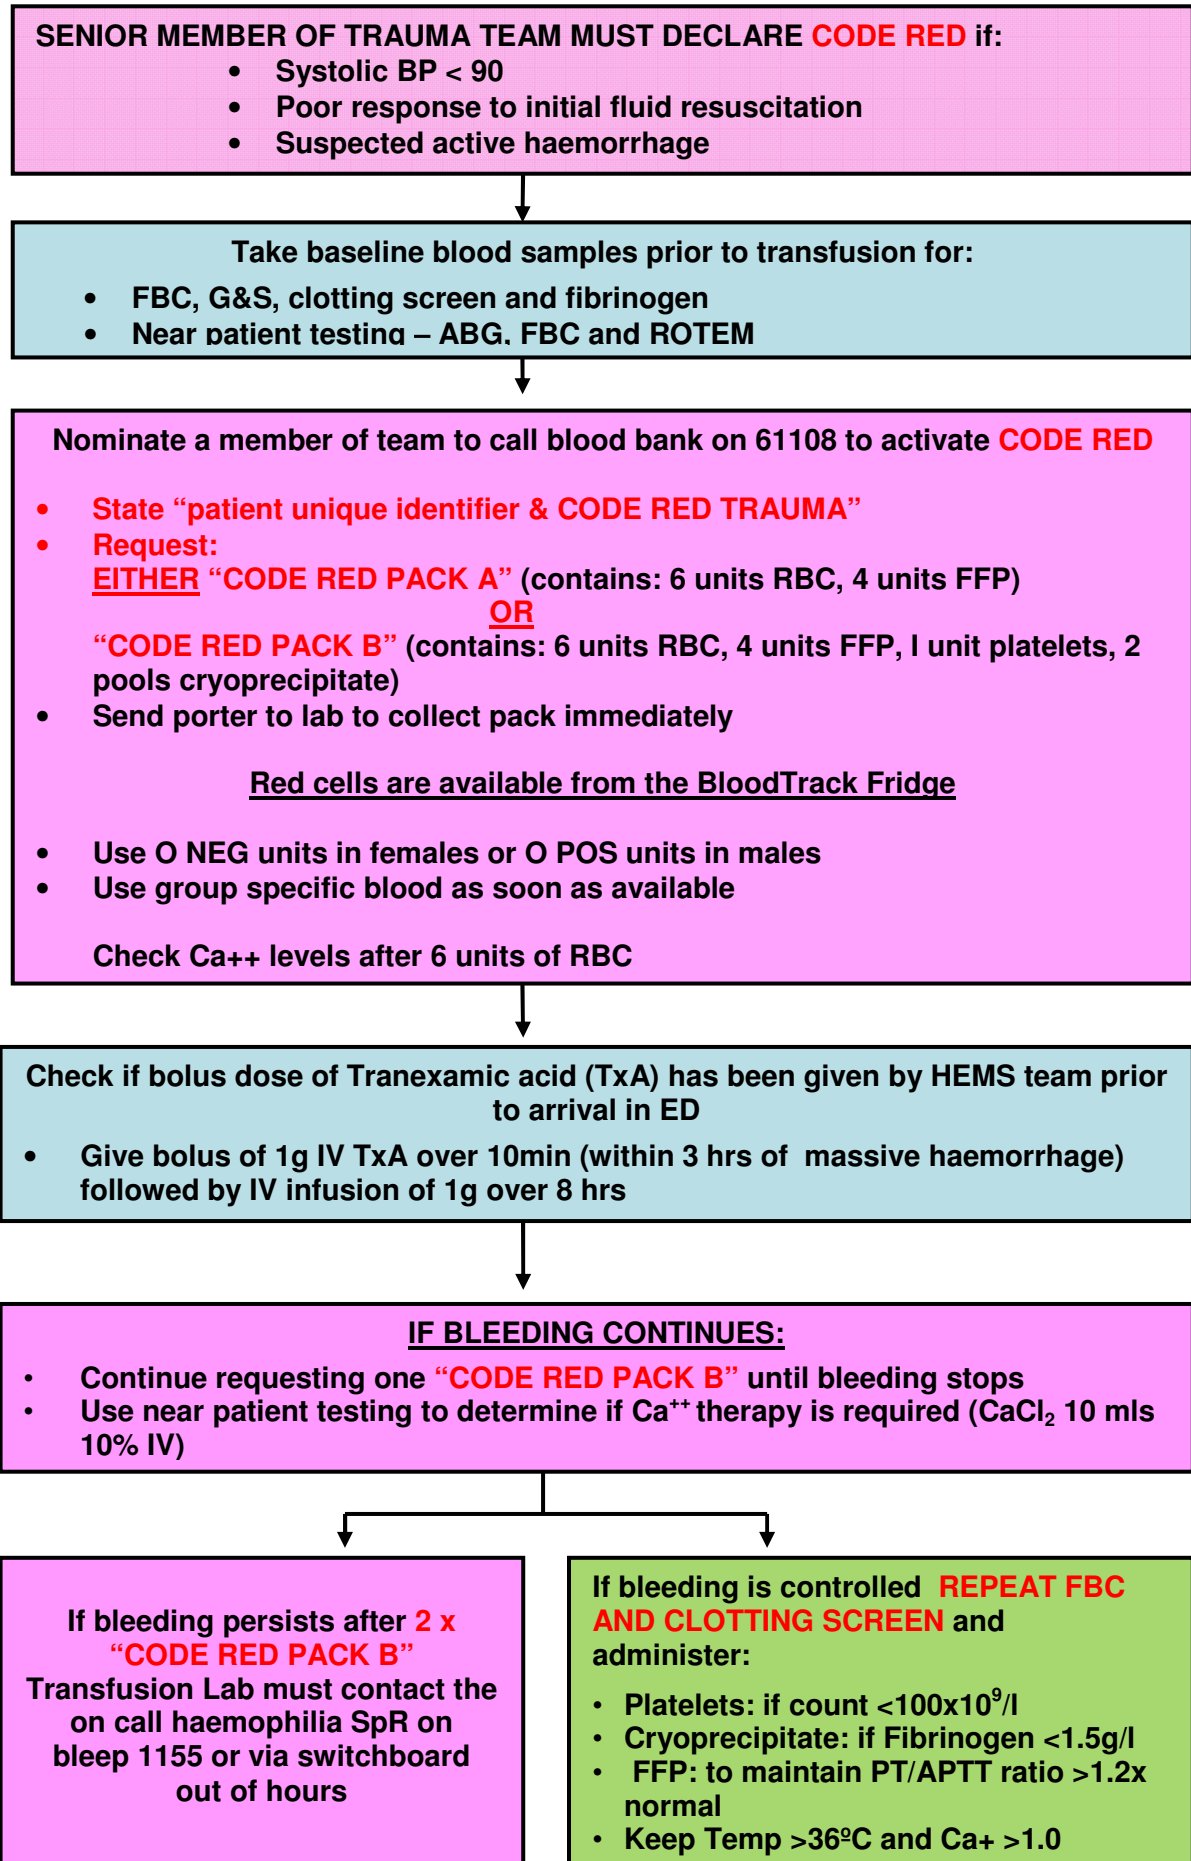 SENIOR MEMBER OF TRAUMA TEAM MUST DECLARE CODE RED if:
• Systolic BP < 90
• Poor response to initial fluid resuscitation
• Suspected active haemorrhage
Take baseline blood samples prior to transfusion for:
• FBC, G&S, clotting screen and fibrinogen
• Near patient testing – ABG, FBC and ROTEM
Nominate a member of team to call blood bank on 61108 to activate CODE RED
• State “patient unique identifier & CODE RED TRAUMA”
• Request:
EITHER “CODE RED PACK A” (contains: 6 units RBC, 4 units FFP)
OR
“CODE RED PACK B” (contains: 6 units RBC, 4 units FFP, I unit platelets, 2
pools cryoprecipitate)
• Send porter to lab to collect pack immediately
Red cells are available from the BloodTrack Fridge
• Use O NEG units in females or O POS units in males
• Use group specific blood as soon as available
Check Ca++ levels after 6 units of RBC
Check if bolus dose of Tranexamic acid (TxA) has been given by HEMS team prior
to arrival in ED
• Give bolus of 1g IV TxA over 10min (within 3 hrs of massive haemorrhage)
followed by IV infusion of 1g over 8 hrs
IF BLEEDING CONTINUES:
• Continue requesting one “CODE RED PACK B” until bleeding stops
• Use near patient testing to determine if Ca⁺⁺ therapy is required (CaCl₂ 10 mls
10% IV)
If bleeding persists after 2 x
“CODE RED PACK B”
Transfusion Lab must contact the
on call haemophilia SpR on
bleep 1155 or via switchboard
out of hours
If bleeding is controlled REPEAT FBC
AND CLOTTING SCREEN and
administer:
• Platelets: if count <100x10⁹/l
• Cryoprecipitate: if Fibrinogen <1.5g/l
• FFP: to maintain PT/APTT ratio >1.2x
normal
• Keep Temp >36ºC and Ca+ >1.0